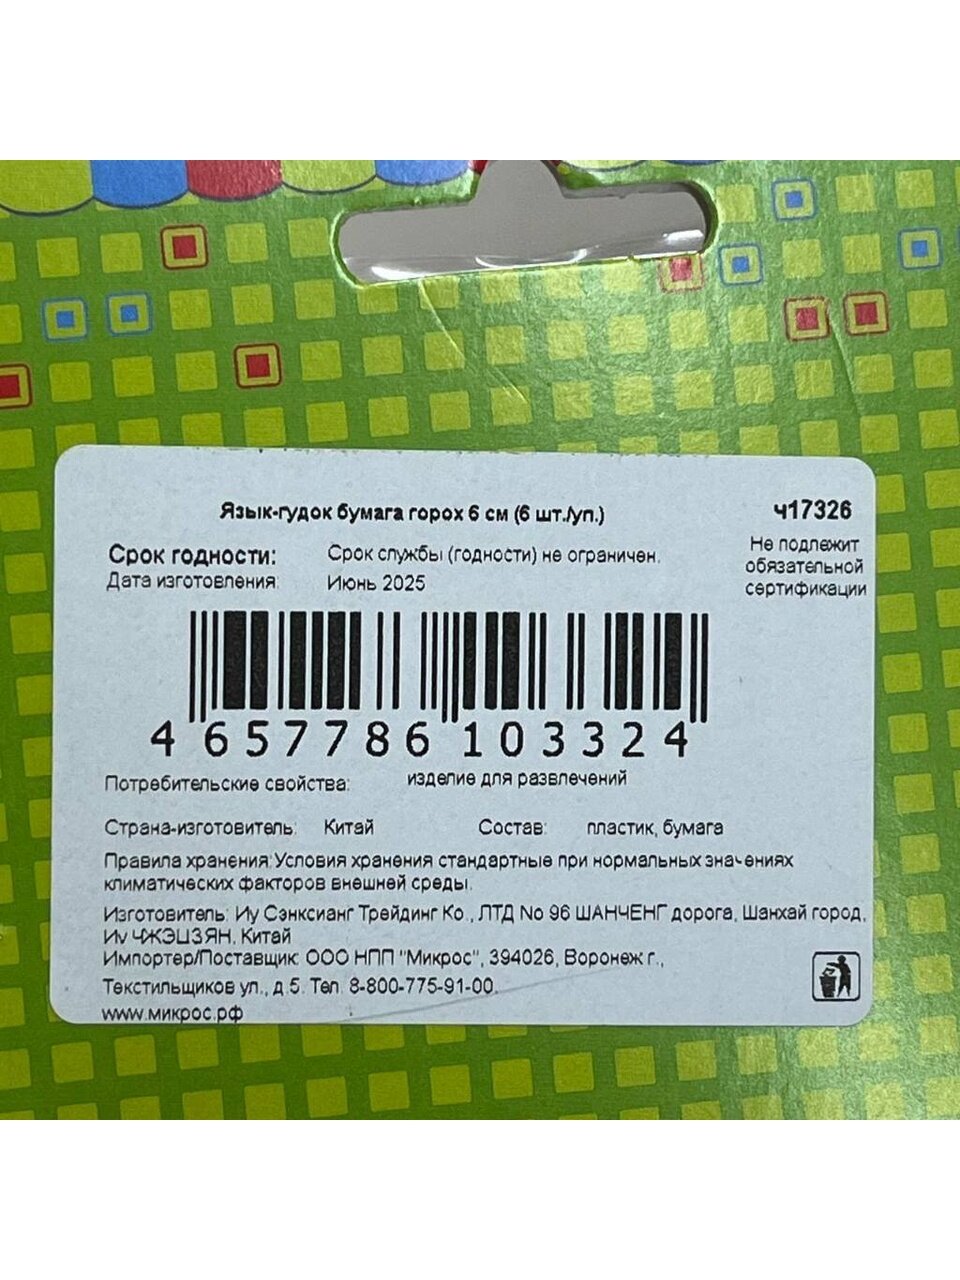 Язык-гудок бумага горох 6 см (6 шт./уп.)
ч17326
Срок годности: Срок службы (годности) не ограничен.
Дата изготовления: Июнь 2025
Не подлежит
обязательной
сертификации
4 657786 103324
Потребительские свойства: изделие для развлечений
Страна-изготовитель: Китай Состав: пластик, бумага
Правила хранения: Условия хранения стандартные при нормальных значениях
климатических факторов внешней среды.
Изготовитель: Иу Сэнксианг Трейдинг Ко., ЛТД No 96 ШАНЧЕНГ дорога, Шанхай город,
Иу ЧЖЭЦЗЯН, Китай
Импортер/Поставщик: ООО НПП "Микрос", 394026, Воронеж г.,
Текстильщиков ул., д.5. Тел. 8-800-775-91-00.
www.микрос.рф